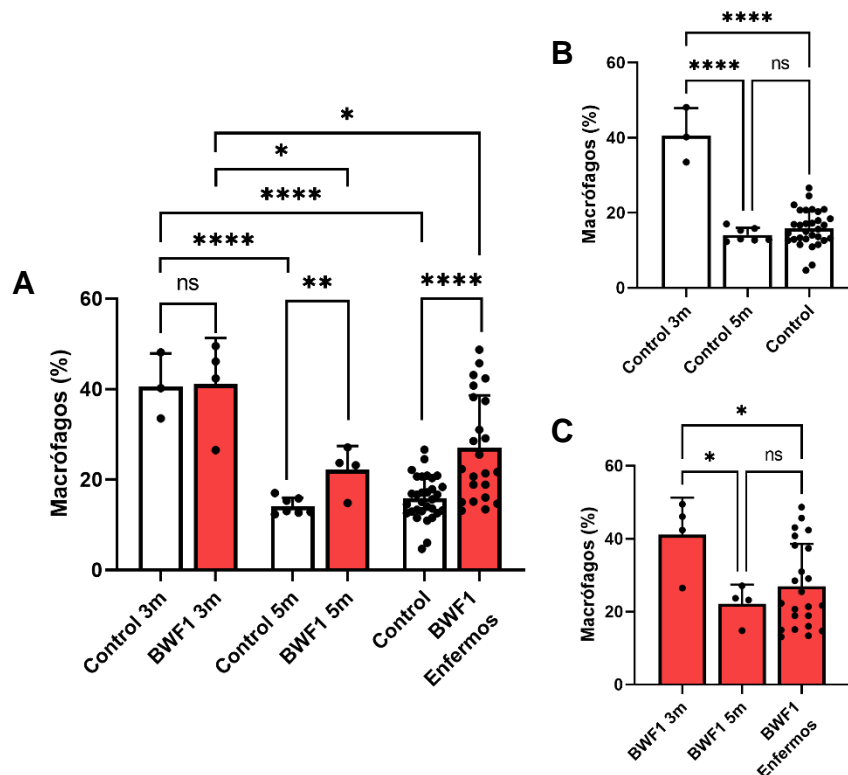 A
*
*
****
****
ns
**
****
Macrófagos (%)
60
40
20
0
Control 3m
BWF1 3m
Control 5m
BWF1 5m
Control
BWF1
Enfermos
B
****
****
ns
Macrófagos (%)
60
40
20
0
Control 3m
Control 5m
Control
C
*
*
ns
Macrófagos (%)
60
40
20
0
BWF1 3m
BWF1 5m
BWF1
Enfermos